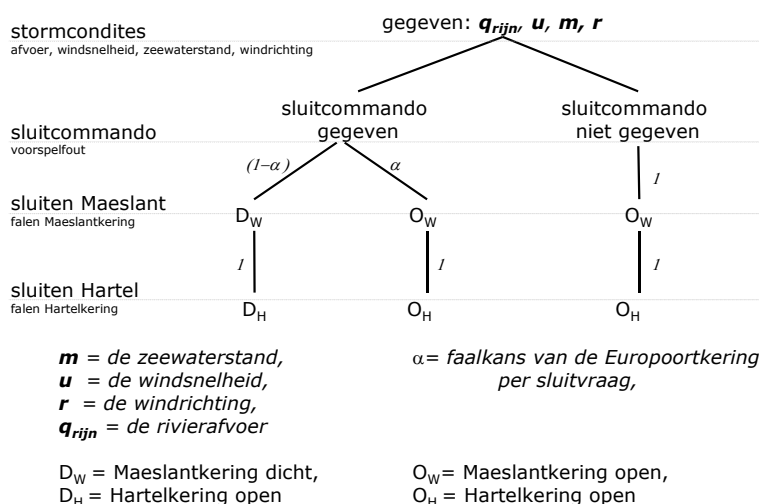 gegeven: q_rijn, u, m, r
stormcondites
afvoer, windsnelheid, zeewaterstand, windrichting
sluitcommando gegeven
sluitcommando niet gegeven
sluitcommando
voorspelfout
(1–α)
α
1
sluiten Maeslant
falen Maeslantkering
D_W
O_W
O_W
1
1
1
sluiten Hartel
falen Hartelkering
D_H
O_H
O_H
m = de zeewaterstand,
u = de windsnelheid,
r = de windrichting,
q_rijn = de rivierafvoer
α= faalkans van de Europoortkering
per sluitvraag,
D_W = Maeslantkering dicht,
D_H = Hartelkering open
O_W= Maeslantkering open,
O_H = Hartelkering open